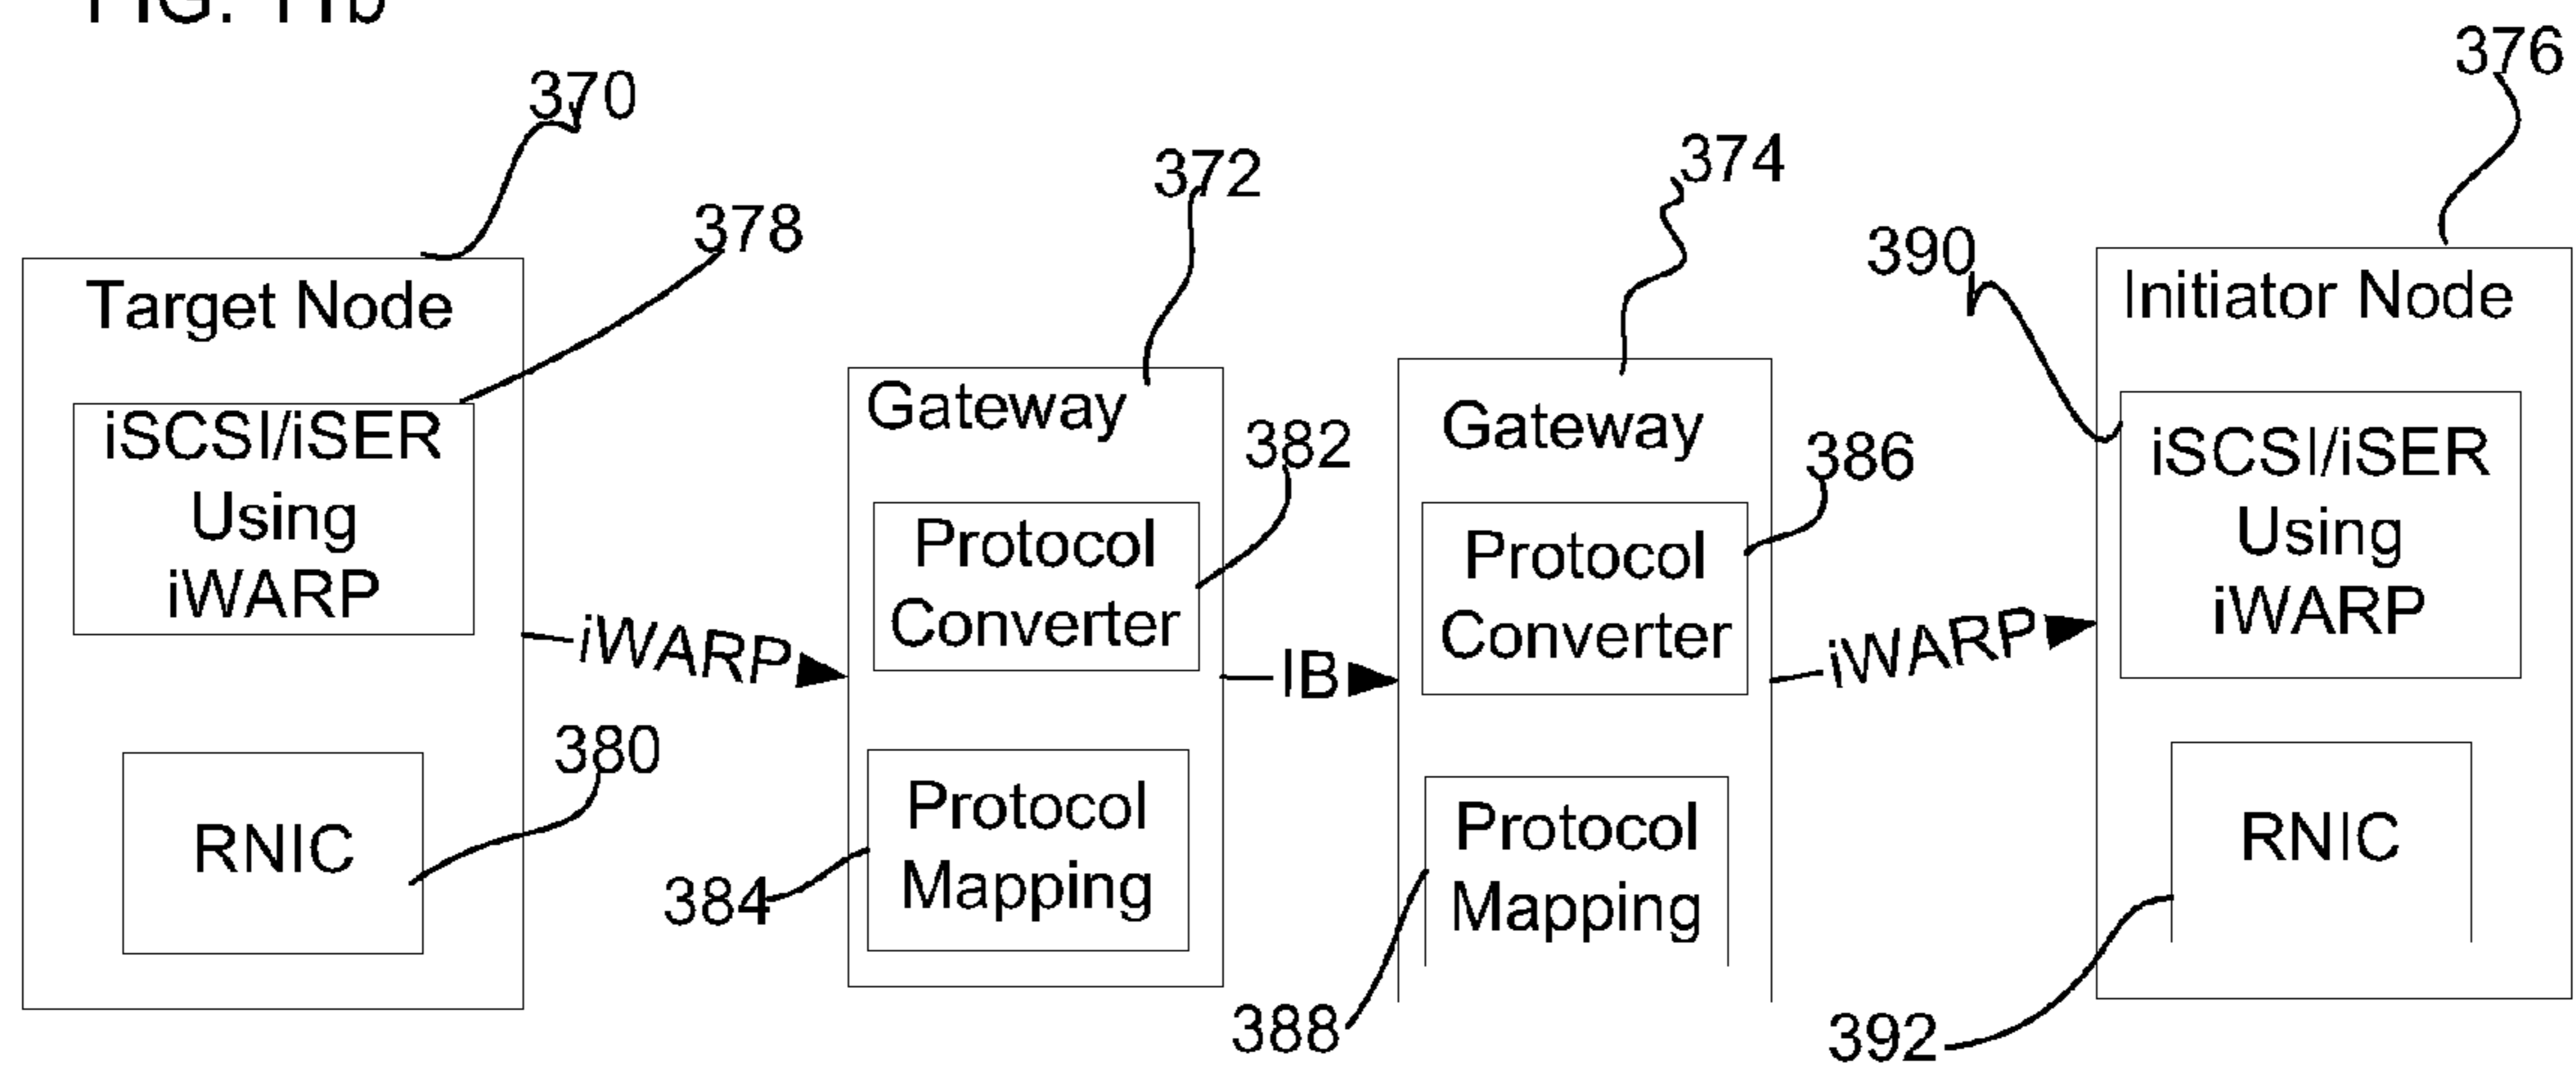 FIG. 11b
370
372
374
376
378
390
Target Node
Initiator Node
Gateway
Gateway
iSCSI/iSER
Using
iWARP
382
386
iSCSI/iSER
Using
iWARP
Protocol
Converter
Protocol
Converter
iWARP
IB
iWARP
380
RNIC
384
Protocol
Mapping
Protocol
Mapping
388
RNIC
392